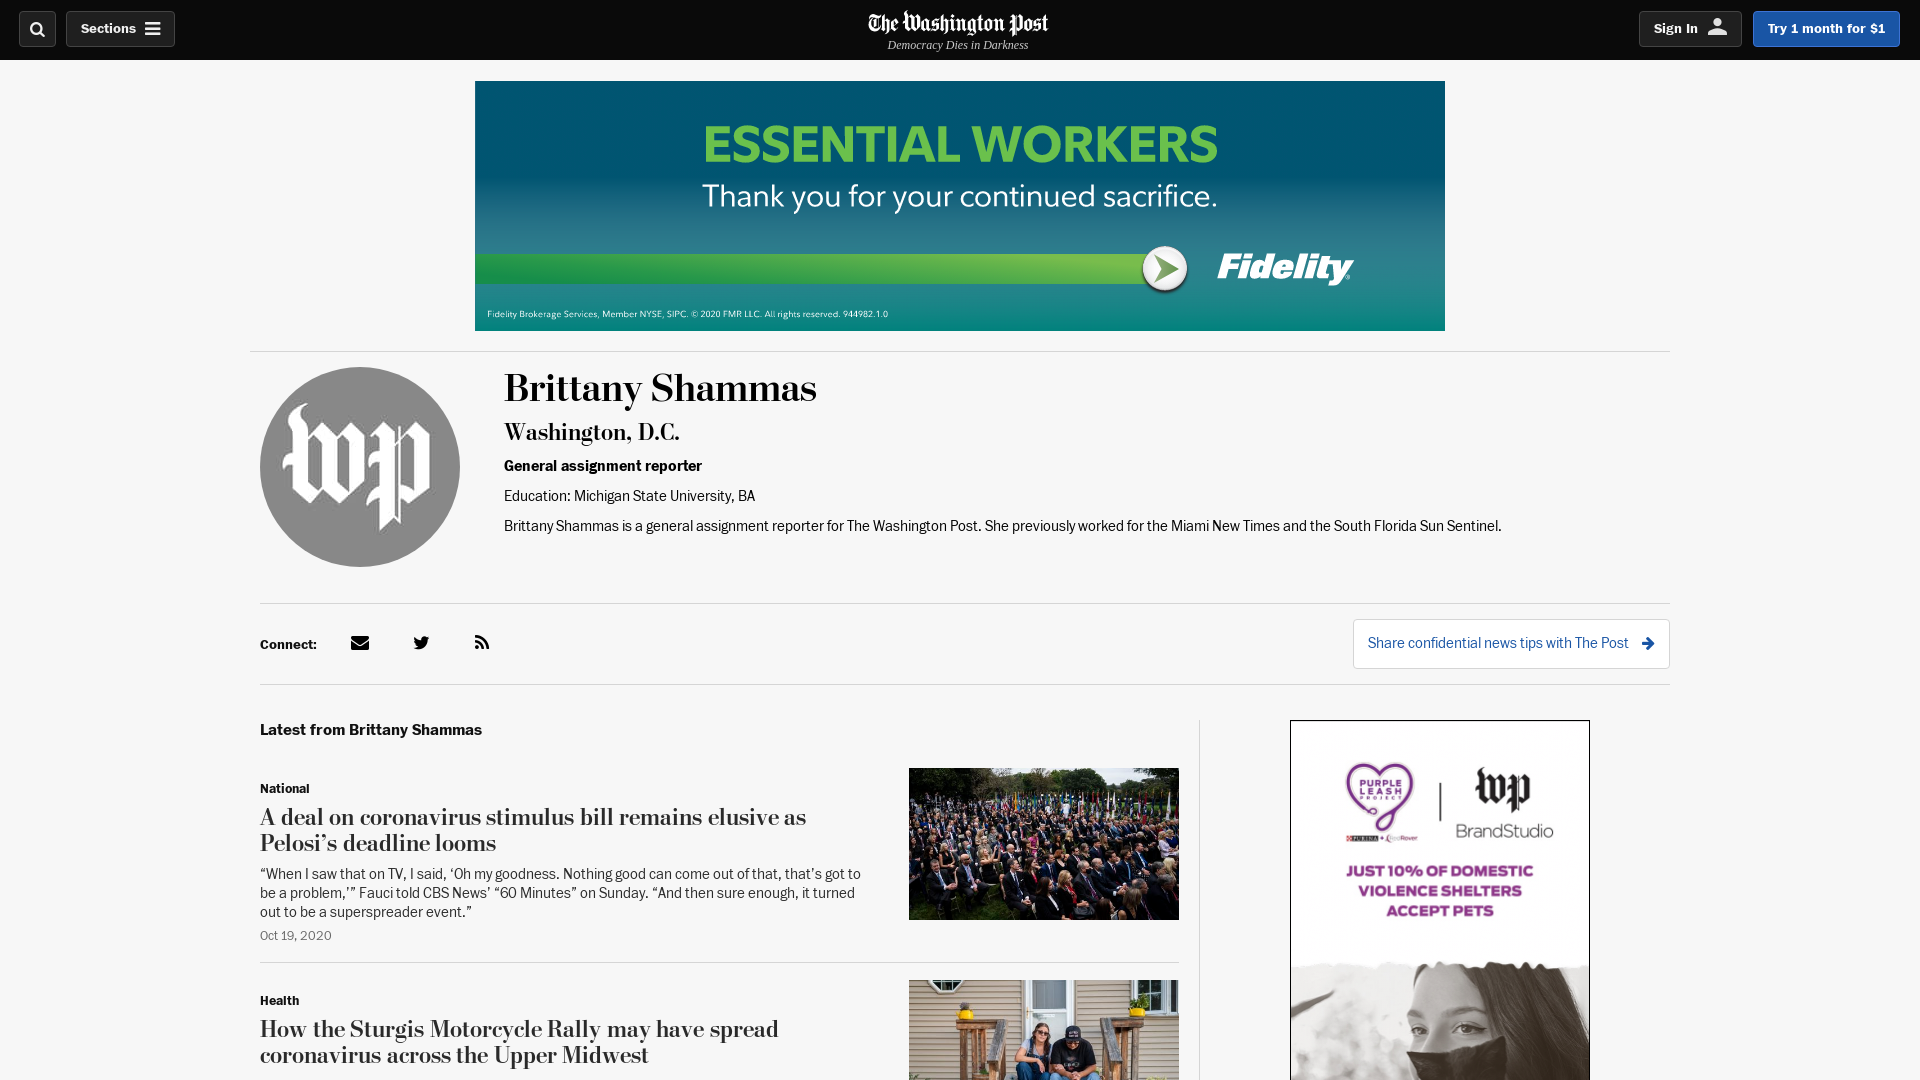 Sections
The Washington Post
Democracy Dies in Darkness
Sign In
Try 1 month for $1
ESSENTIAL WORKERS
Thank you for your continued sacrifice.
Fidelity
Fidelity Brokerage Services, Member NYSE, SIPC. © 2020 FMR LLC. All rights reserved. 944982.1.0
wp
Brittany Shammas
Washington, D.C.
General assignment reporter
Education: Michigan State University, BA
Brittany Shammas is a general assignment reporter for The Washington Post. She previously worked for the Miami New Times and the South Florida Sun Sentinel.
Connect:
Share confidential news tips with The Post
Latest from Brittany Shammas
National
A deal on coronavirus stimulus bill remains elusive as
Pelosi’s deadline looms
“When I saw that on TV, I said, ‘Oh my goodness. Nothing good can come out of that, that’s got to
be a problem,’” Fauci told CBS News’ “60 Minutes” on Sunday. “And then sure enough, it turned
out to be a superspreader event.”
Oct 19, 2020
Health
How the Sturgis Motorcycle Rally may have spread
coronavirus across the Upper Midwest
PURPLE
LEASH
PROJECT
PURINA + RedRover
wp
BrandStudio
JUST 10% OF DOMESTIC
VIOLENCE SHELTERS
ACCEPT PETS